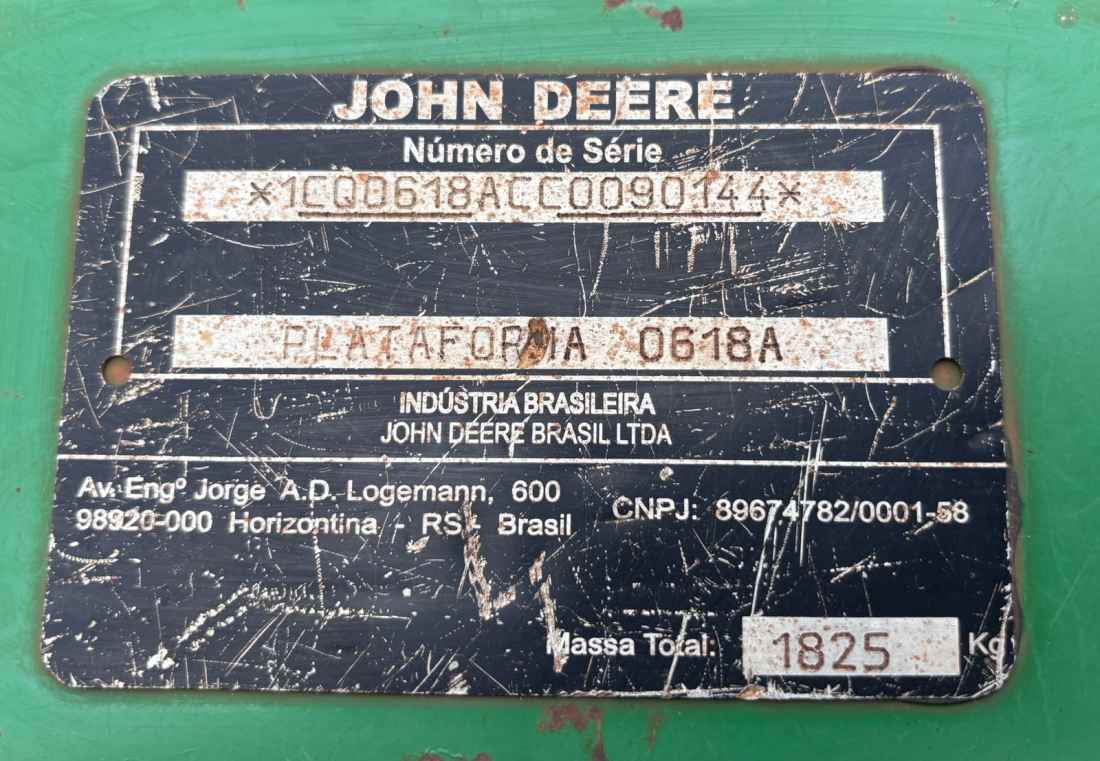 JOHN DEERE
Número de Série
*1CQ0618ACC0090144*
PLATAFORMA 0618A
INDÚSTRIA BRASILEIRA
JOHN DEERE BRASIL LTDA
Av. Engº Jorge A.D. Logemann, 600
98920-000 Horizontina - RS - Brasil
CNPJ: 89674782/0001-58
Massa Total: 1825 Kg